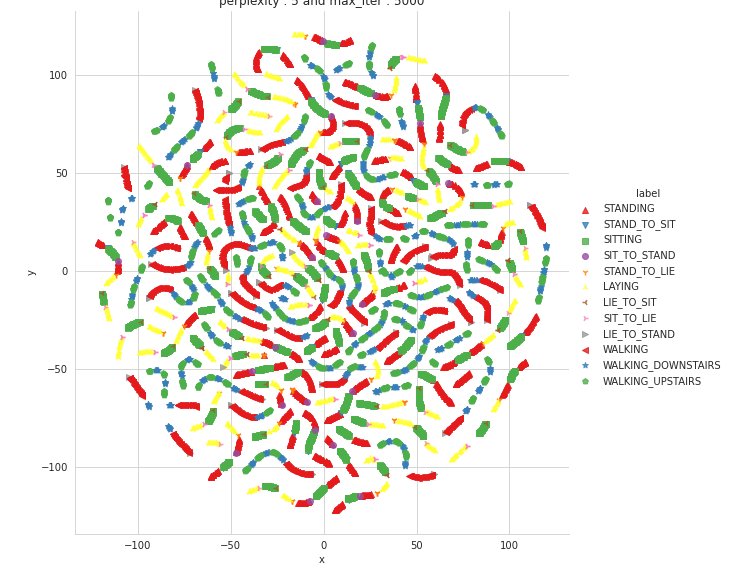 perplexity : 5 and max_iter : 5000
100
50
0
−50
−100
y
−100
−50
0
50
100
x
label
STANDING
STAND_TO_SIT
SITTING
SIT_TO_STAND
STAND_TO_LIE
LAYING
LIE_TO_SIT
SIT_TO_LIE
LIE_TO_STAND
WALKING
WALKING_DOWNSTAIRS
WALKING_UPSTAIRS